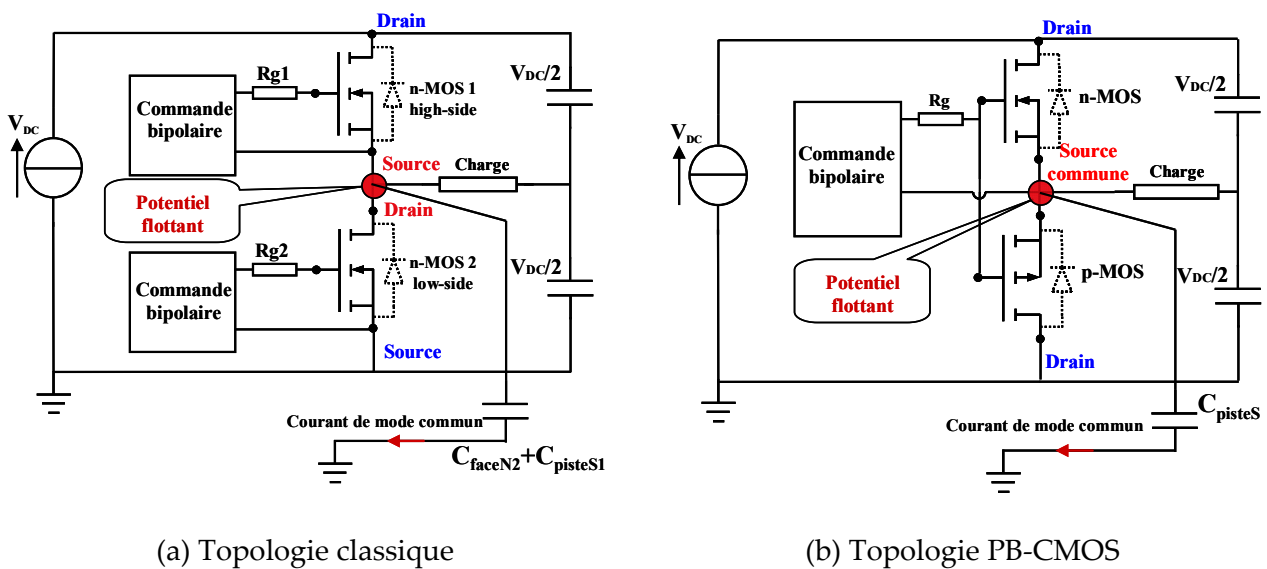 Drain
Rg1
Commande
bipolaire
n-MOS 1
high-side
V_DC/2
V_DC
Source
Charge
Potentiel
flottant
Drain
Rg2
Commande
bipolaire
n-MOS 2
low-side
V_DC/2
Source
Courant de mode commun
C_faceN2+C_pisteS1
(a) Topologie classique
Drain
n-MOS
V_DC/2
Rg
V_DC
Commande
bipolaire
Source
commune
Charge
Potentiel
flottant
p-MOS
V_DC/2
Drain
C_pisteS
Courant de mode commun
(b) Topologie PB-CMOS